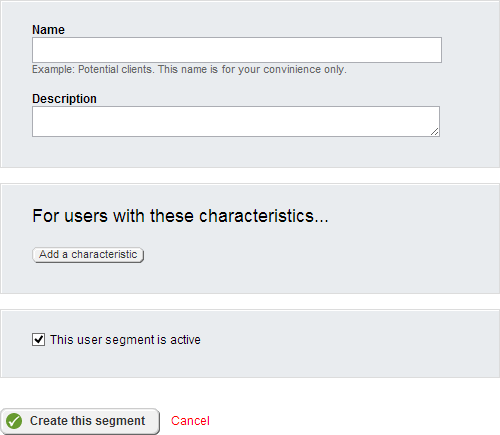 Name
Example: Potential clients. This name is for your convinience only.
Description
For users with these characteristics...
Add a characteristic
This user segment is active
Create this segment Cancel